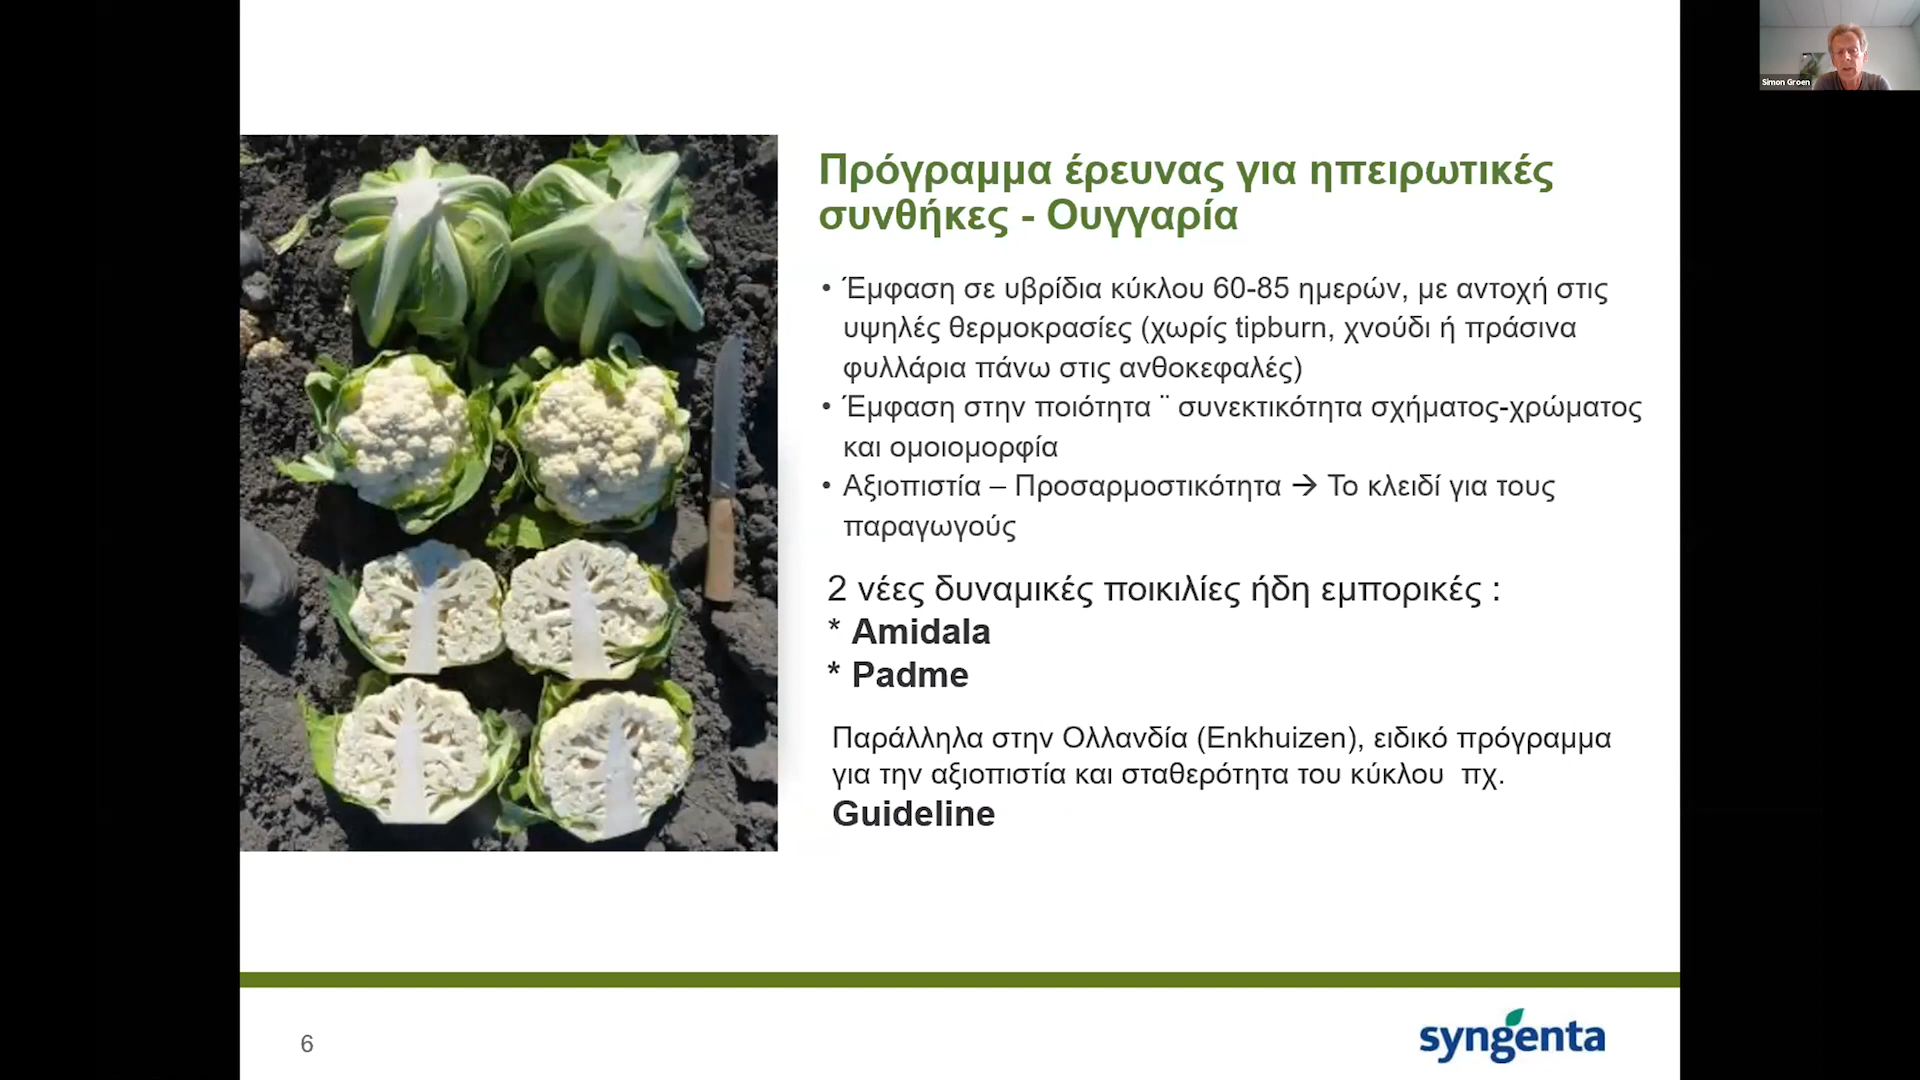 Simon Groen
Πρόγραμμα έρευνας για ηπειρωτικές
συνθήκες - Ουγγαρία
• Έμφαση σε υβρίδια κύκλου 60-85 ημερών, με αντοχή στις
υψηλές θερμοκρασίες (χωρίς tipburn, χνούδι ή πράσινα
φυλλάρια πάνω στις ανθοκεφαλές)
• Έμφαση στην ποιότητα ¨ συνεκτικότητα σχήματος-χρώματος
και ομοιομορφία
• Αξιοπιστία – Προσαρμοστικότητα → Το κλειδί για τους
παραγωγούς
2 νέες δυναμικές ποικιλίες ήδη εμπορικές :
* Amidala
* Padme
Παράλληλα στην Ολλανδία (Enkhuizen), ειδικό πρόγραμμα
για την αξιοπιστία και σταθερότητα του κύκλου πχ.
Guideline
6
syngenta